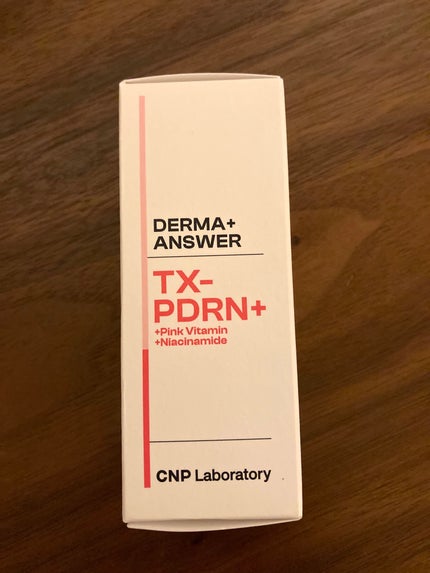 DERMA+
ANSWER
TX-
PDRN+
+Pink Vitamin
+Niacinamide
CNP Laboratory